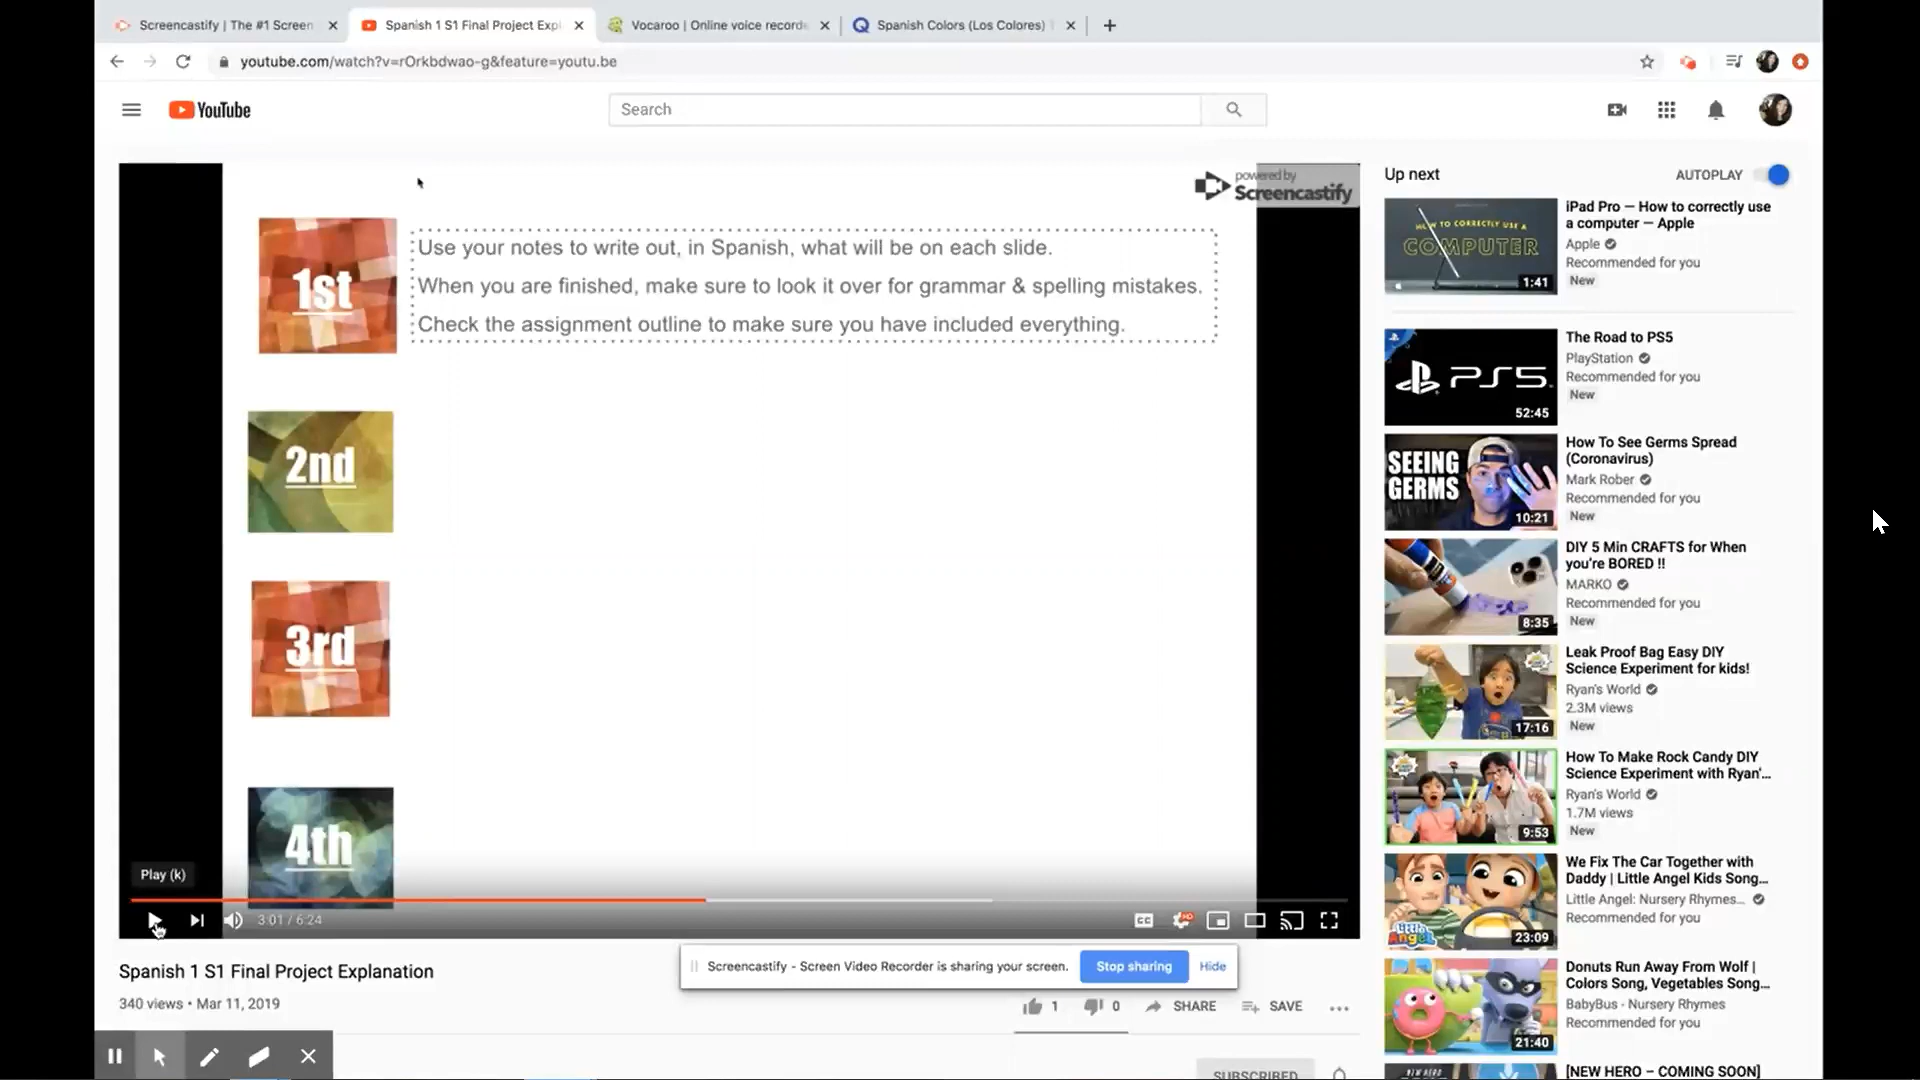 Screencastify | The #1 Screen
Spanish 1 S1 Final Project Expl
Vocaroo | Online voice recorde
Spanish Colors (Los Colores)
youtube.com/watch?v=rOrkbdwao-g&feature=youtu.be
YouTube
Search
powered by
Screencastify
1st
Use your notes to write out, in Spanish, what will be on each slide.
When you are finished, make sure to look it over for grammar & spelling mistakes.
Check the assignment outline to make sure you have included everything.
2nd
3rd
4th
Play (k)
3:01 / 6:24
CC
HD
Spanish 1 S1 Final Project Explanation
340 views • Mar 11, 2019
Screencastify - Screen Video Recorder is sharing your screen.
Stop sharing
Hide
1
0
SHARE
SAVE
SUBSCRIBED
Up next
AUTOPLAY
HOW TO CORRECTLY USE A
COMPUTER
1:41
iPad Pro — How to correctly use
a computer — Apple
Apple
Recommended for you
New
PS5
52:45
The Road to PS5
PlayStation
Recommended for you
New
SEEING
GERMS
10:21
How To See Germs Spread
(Coronavirus)
Mark Rober
Recommended for you
New
8:35
DIY 5 Min CRAFTS for When
you're BORED !!
MARKO
Recommended for you
New
17:16
Leak Proof Bag Easy DIY
Science Experiment for kids!
Ryan's World
2.3M views
New
9:53
How To Make Rock Candy DIY
Science Experiment with Ryan'...
Ryan's World
1.7M views
New
Little
Angel
23:09
We Fix The Car Together with
Daddy | Little Angel Kids Song...
Little Angel: Nursery Rhymes...
Recommended for you
21:40
Donuts Run Away From Wolf |
Colors Song, Vegetables Song...
BabyBus - Nursery Rhymes
Recommended for you
[NEW HERO – COMING SOON]